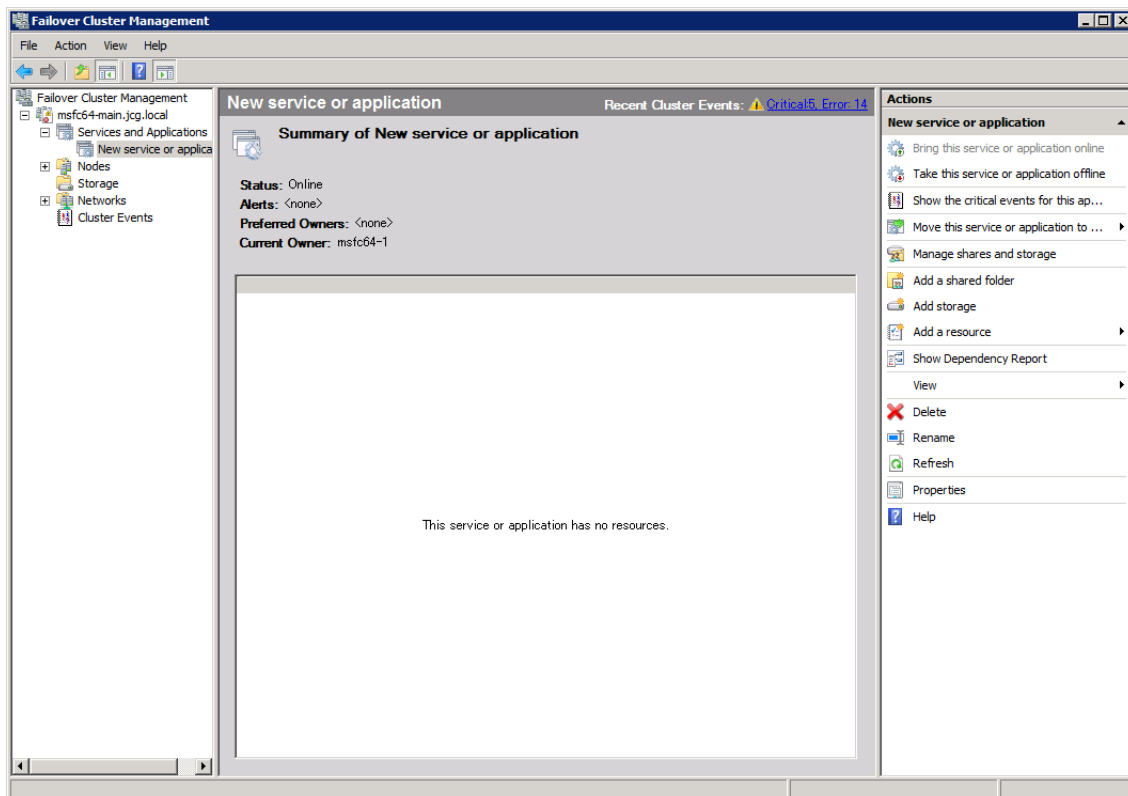 Failover Cluster Management
File Action View Help
Failover Cluster Management
msfc64-main.jcg.local
Services and Applications
New service or applica
Nodes
Storage
Networks
Cluster Events
New service or application
Recent Cluster Events: Critical:5, Error: 14
Summary of New service or application
Status: Online
Alerts: <none>
Preferred Owners: <none>
Current Owner: msfc64-1
This service or application has no resources.
Actions
New service or application
Bring this service or application online
Take this service or application offline
Show the critical events for this ap...
Move this service or application to ...
Manage shares and storage
Add a shared folder
Add storage
Add a resource
Show Dependency Report
View
Delete
Rename
Refresh
Properties
Help